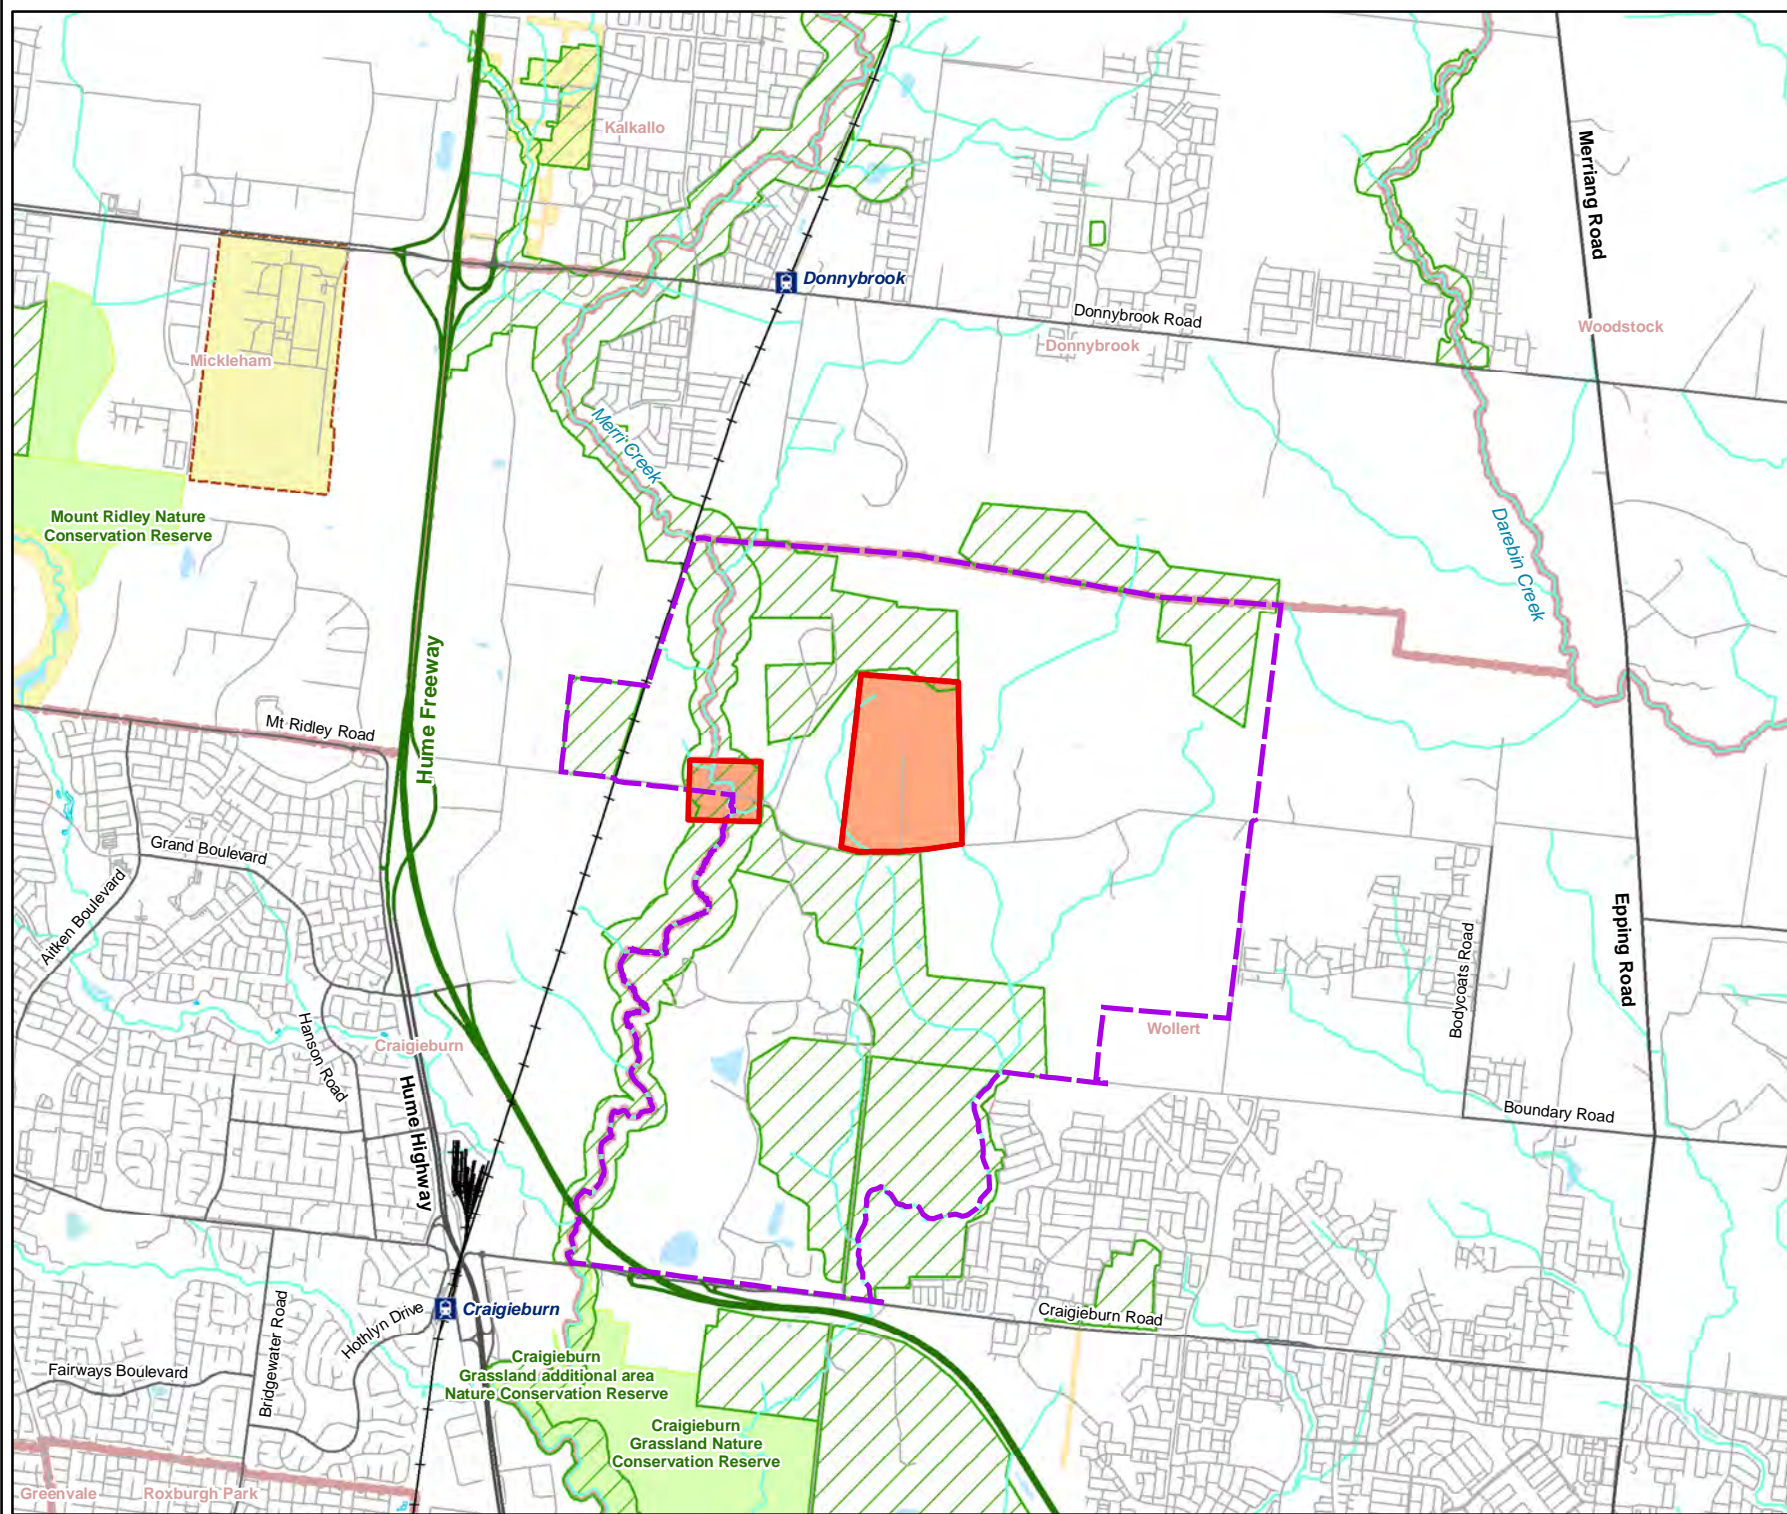 Kalkallo
Merriang Road
Donnybrook
Donnybrook Road
Woodstock
Donnybrook
Mickleham
Merri Creek
Mount Ridley Nature
Conservation Reserve
Darebin Creek
Hume Freeway
Mt Ridley Road
Grand Boulevard
Aitken Boulevard
Epping Road
Bodycoats Road
Hanson Road
Craigieburn
Wollert
Hume Highway
Boundary Road
Craigieburn
Craigieburn Road
Hothlyn Drive
Bridgewater Road
Fairways Boulevard
Craigieburn
Grassland additional area
Nature Conservation Reserve
Craigieburn
Grassland Nature
Conservation Reserve
Greenvale
Roxburgh Park